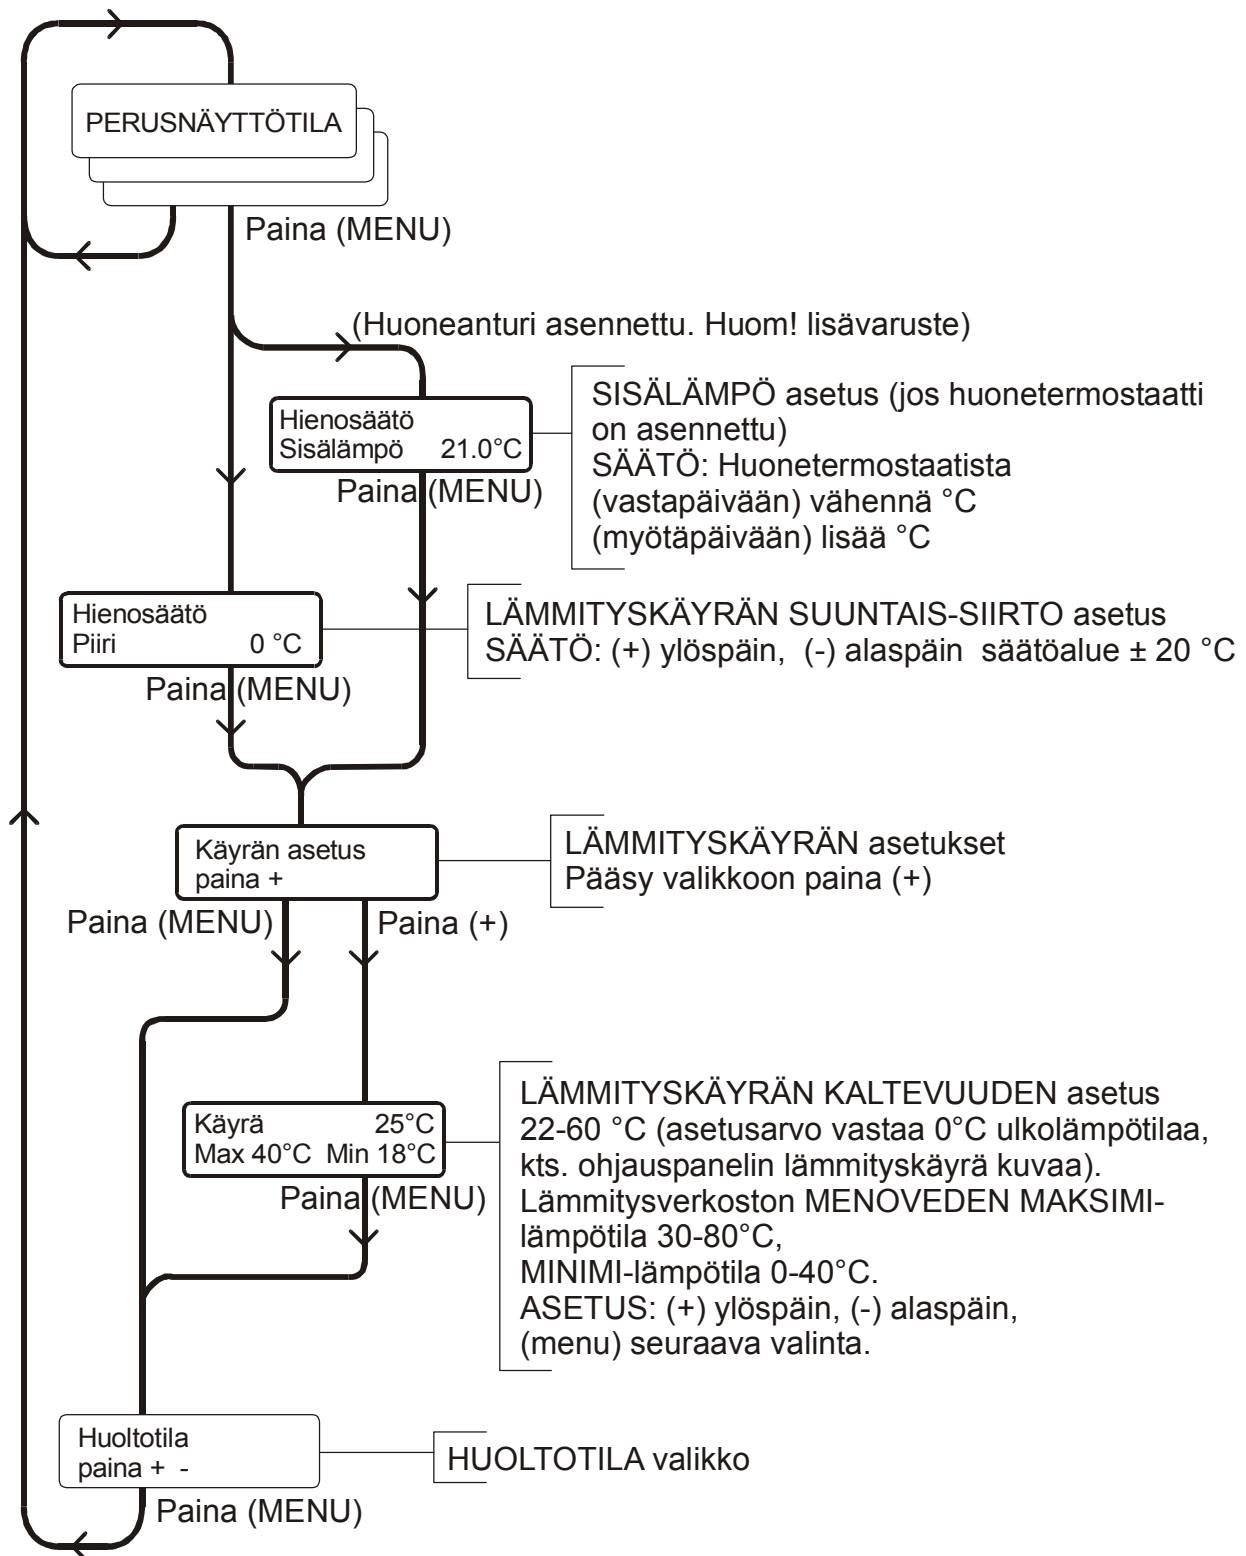 PERUSNÄYTTÖTILA
Paina (MENU)
(Huoneanturi asennettu. Huom! lisävaruste)
Hienosäätö
Sisälämpö 21.0°C
Paina (MENU)
SISÄLÄMPÖ asetus (jos huonetermostaatti
on asennettu)
SÄÄTÖ: Huonetermostaatista
(vastapäivään) vähennä °C
(myötäpäivään) lisää °C
Hienosäätö
Piiri 0 °C
Paina (MENU)
LÄMMITYSKÄYRÄN SUUNTAIS-SIIRTO asetus
SÄÄTÖ: (+) ylöspäin, (-) alaspäin säätöalue ± 20 °C
Käyrän asetus
paina +
LÄMMITYSKÄYRÄN asetukset
Pääsy valikkoon paina (+)
Paina (MENU)
Paina (+)
Käyrä 25°C
Max 40°C Min 18°C
Paina (MENU)
LÄMMITYSKÄYRÄN KALTEVUUDEN asetus
22-60 °C (asetusarvo vastaa 0°C ulkolämpötilaa,
kts. ohjauspanelin lämmityskäyrä kuvaa).
Lämmitysverkoston MENOVEDEN MAKSIMI-
lämpötila 30-80°C,
MINIMI-lämpötila 0-40°C.
ASETUS: (+) ylöspäin, (-) alaspäin,
(menu) seuraava valinta.
Huoltotila
paina + -
HUOLTOTILA valikko
Paina (MENU)